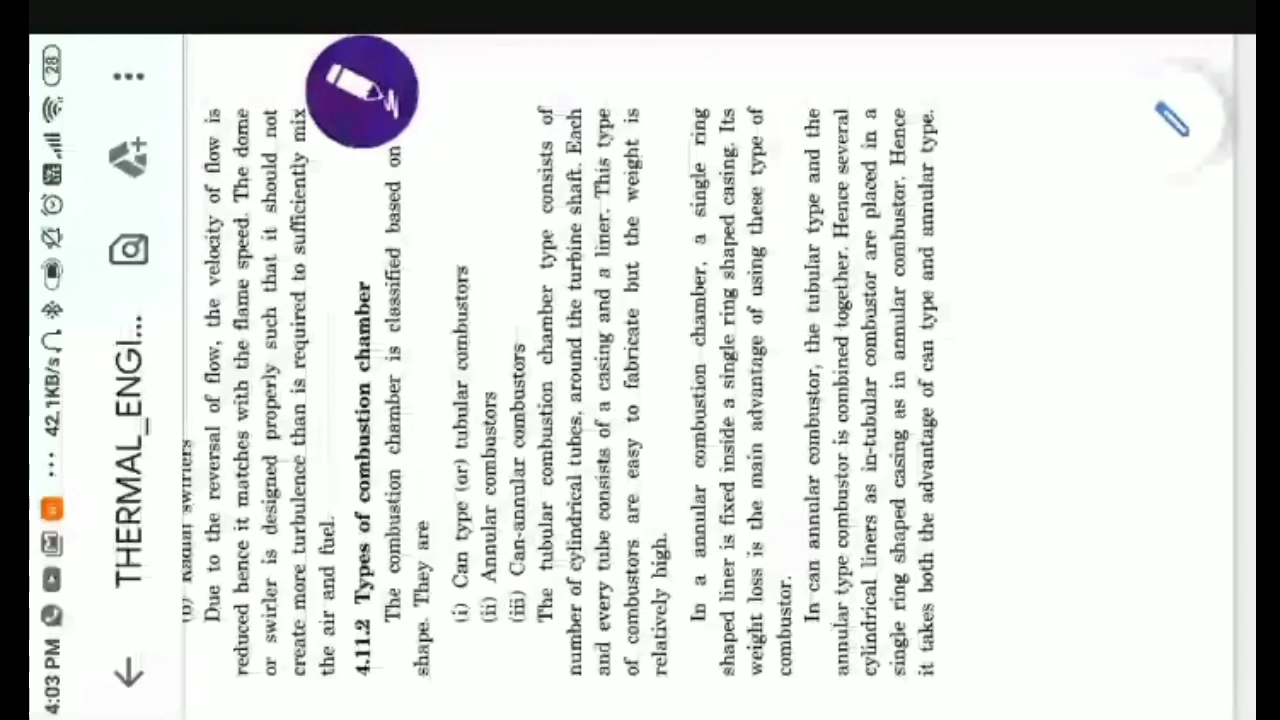 4:03 PM ... 42.1KB/s 28
THERMAL_ENGI...
(b) Radial swirlers
Due to the reversal of flow, the velocity of flow is
reduced hence it matches with the flame speed. The dome
or swirler is designed properly such that it should not
create more turbulence than is required to sufficiently mix
the air and fuel.
4.11.2 Types of combustion chamber
The combustion chamber is classified based on
shape. They are
(i) Can type (or) tubular combustors
(ii) Annular combustors
(iii) Can-annular combustors
The tubular combustion chamber type consists of
number of cylindrical tubes, around the turbine shaft. Each
and every tube consists of a casing and a liner. This type
of combustors are easy to fabricate but the weight is
relatively high.
In a annular combustion chamber, a single ring
shaped liner is fixed inside a single ring shaped casing. Its
weight loss is the main advantage of using these type of
combustor.
In can annular conbustor, the tubular type and the
annular type combustor is combined together. Hence several
cylindrical liners as in-tubular combustor are placed in a
single ring shaped casing as in annular combustor. Hence
it takes both the advantage of can type and annular type.